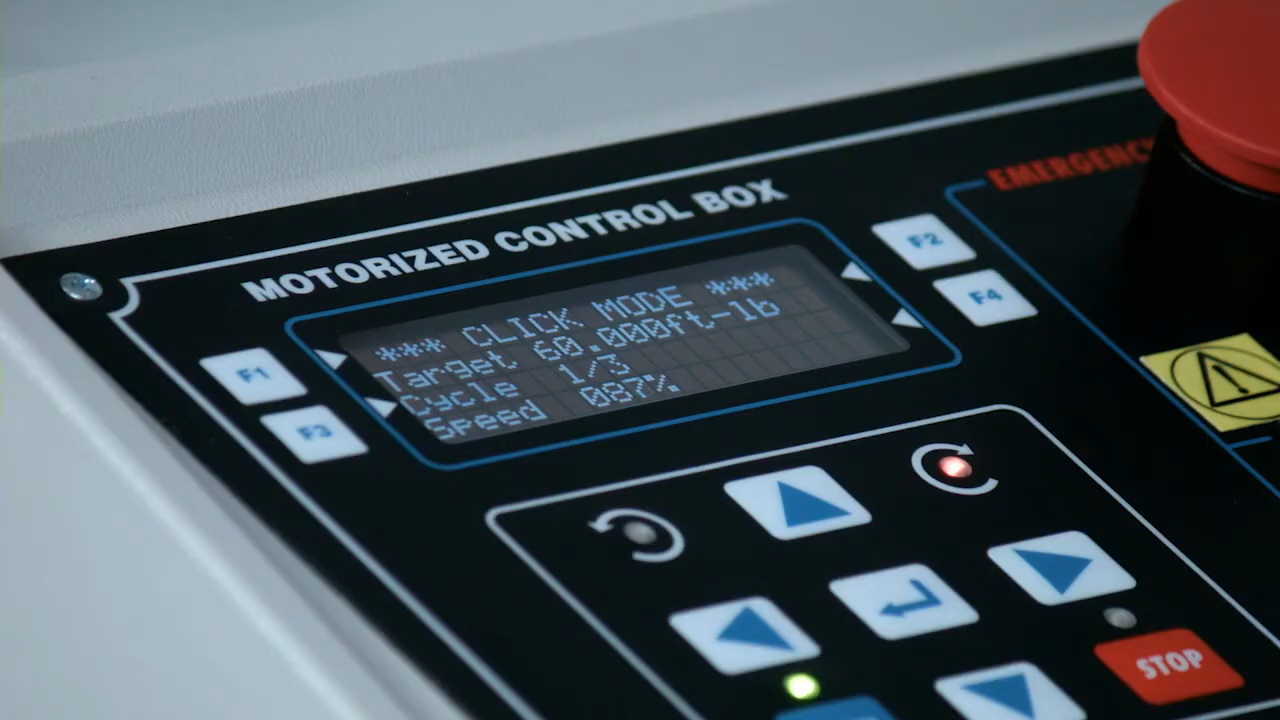 MOTORIZED CONTROL BOX
EMERGENCY
*** CLICK MODE ***
Target 60.000ft-lb
Cycle 1/3
Speed 087%
F1
F2
F3
F4
STOP